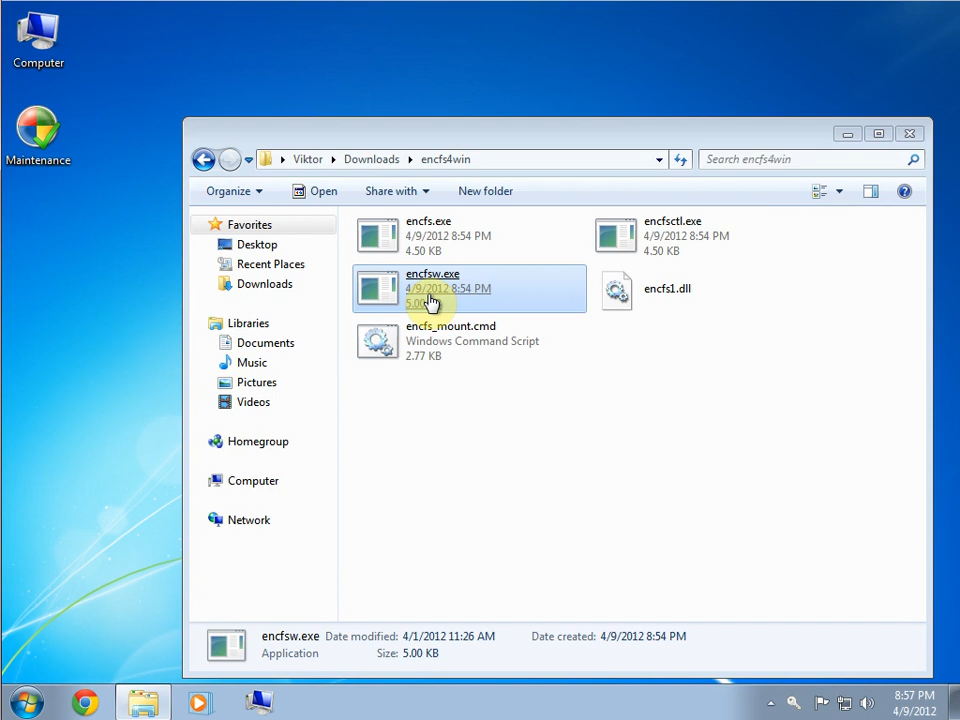 Computer
Maintenance
Viktor
Downloads
encfs4win
Search encfs4win
Organize
Open
Share with
New folder
Favorites
Desktop
Recent Places
Downloads
Libraries
Documents
Music
Pictures
Videos
Homegroup
Computer
Network
encfs.exe
4/9/2012 8:54 PM
4.50 KB
encfsctl.exe
4/9/2012 8:54 PM
4.50 KB
encfsw.exe
4/9/2012 8:54 PM
5.00
encfs1.dll
encfs_mount.cmd
Windows Command Script
2.77 KB
encfsw.exe Date modified: 4/1/2012 11:26 AM Date created: 4/9/2012 8:54 PM
Application Size: 5.00 KB
8:57 PM
4/9/2012